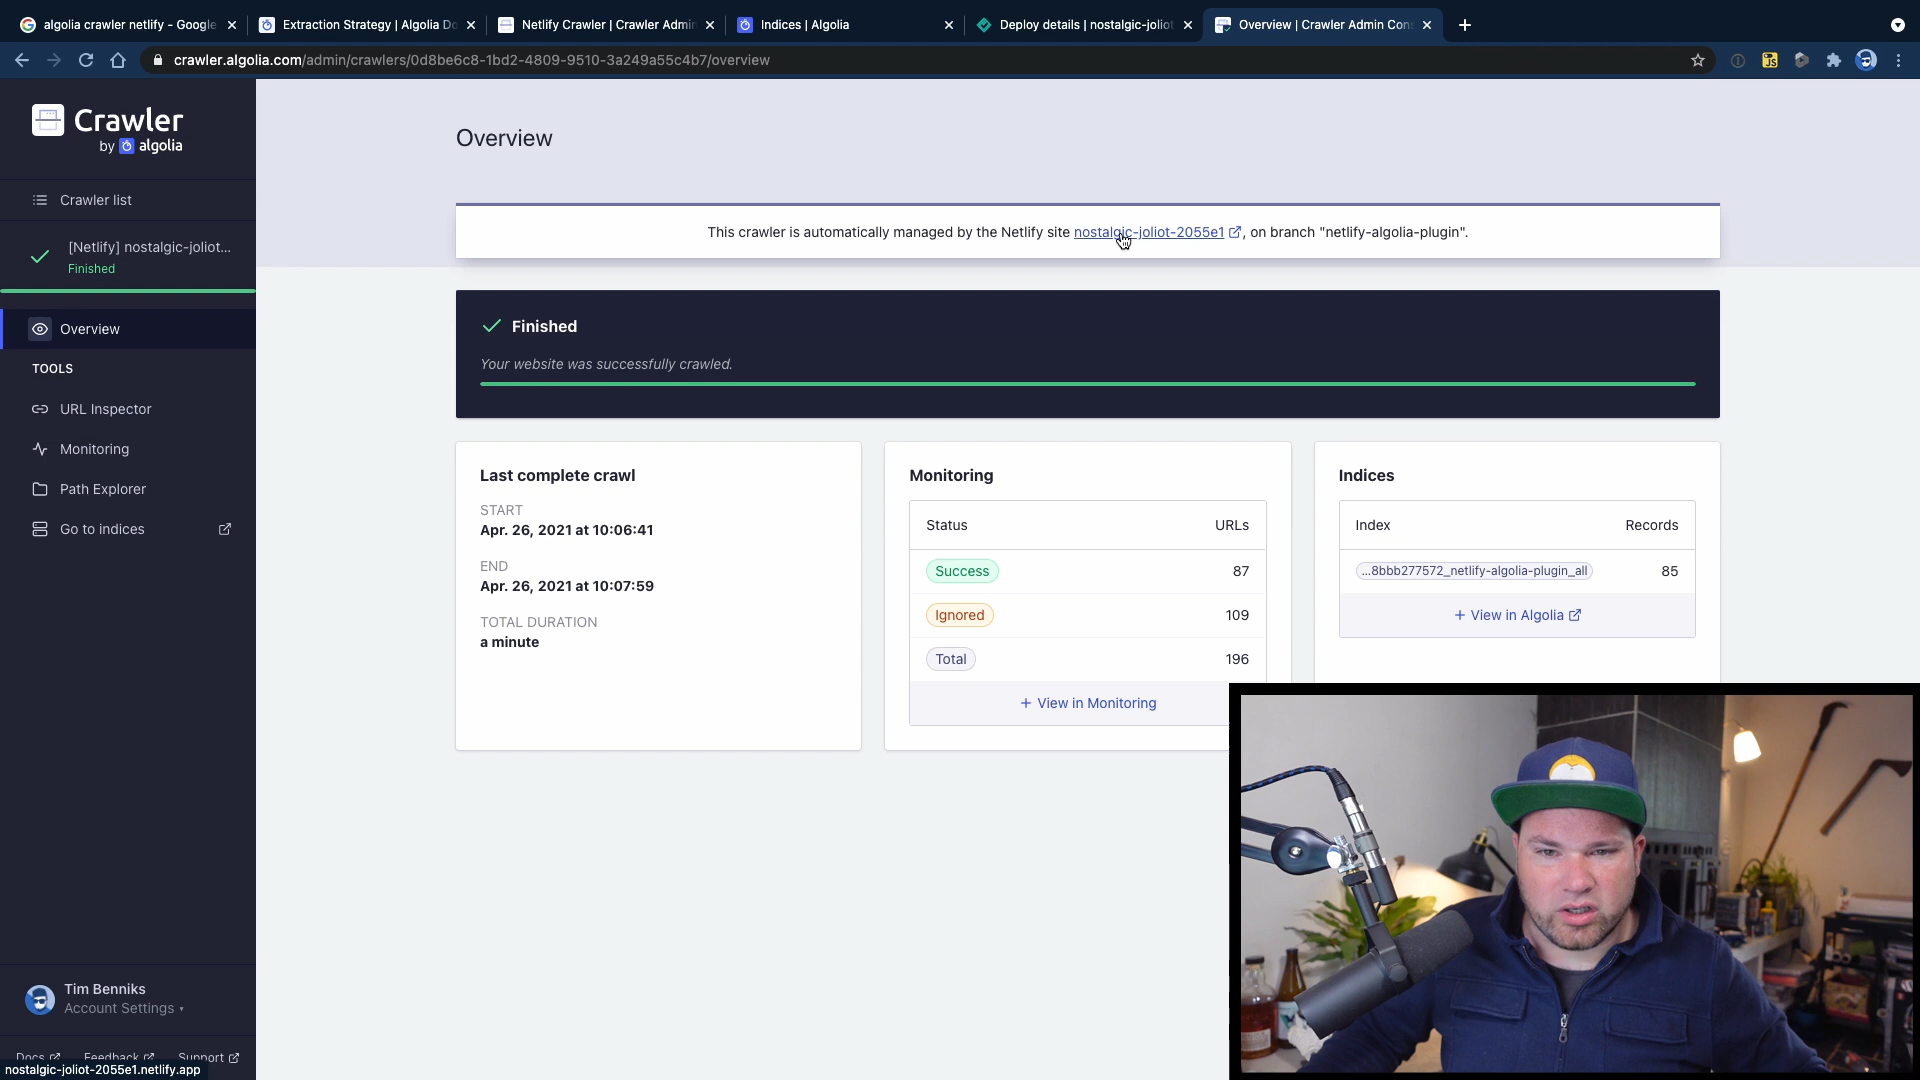 algolia crawler netlify - Google
Extraction Strategy | Algolia Do
Netlify Crawler | Crawler Admin
Indices | Algolia
Deploy details | nostalgic-joliot
Overview | Crawler Admin Cons
crawler.algolia.com/admin/crawlers/0d8be6c8-1bd2-4809-9510-3a249a55c4b7/overview
JS
Crawler
by algolia
Crawler list
[Netlify] nostalgic-joliot...
Finished
Overview
TOOLS
URL Inspector
Monitoring
Path Explorer
Go to indices
Tim Benniks
Account Settings
Docs Feedback Support
nostalgic-joliot-2055e1.netlify.app
Overview
This crawler is automatically managed by the Netlify site nostalgic-joliot-2055e1 , on branch "netlify-algolia-plugin".
Finished
Your website was successfully crawled.
Last complete crawl
START
Apr. 26, 2021 at 10:06:41
END
Apr. 26, 2021 at 10:07:59
TOTAL DURATION
a minute
Monitoring
Status URLs
Success 87
Ignored 109
Total 196
+ View in Monitoring
Indices
Index Records
...8bbb277572_netlify-algolia-plugin_all 85
+ View in Algolia